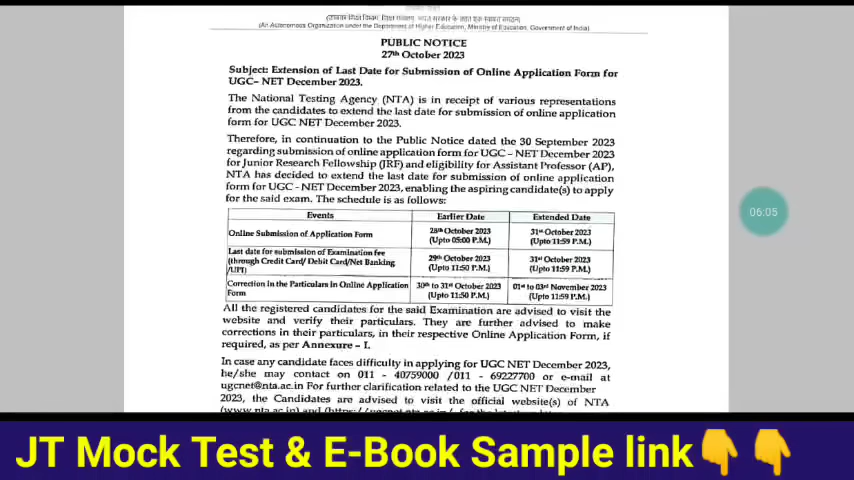 (An Autonomous Organization under the Department of Higher Education, Ministry of Education, Government of India)
PUBLIC NOTICE
27th October 2023
Subject: Extension of Last Date for Submission of Online Application Form for
UGC– NET December 2023.
The National Testing Agency (NTA) is in receipt of various representations
from the candidates to extend the last date for submission of online application
form for UGC NET December 2023.
Therefore, in continuation to the Public Notice dated the 30 September 2023
regarding submission of online application form for UGC – NET December 2023
for Junior Research Fellowship (JRF) and eligibility for Assistant Professor (AP),
NTA has decided to extend the last date for submission of online application
form for UGC - NET December 2023, enabling the aspiring candidate(s) to apply
for the said exam. The schedule is as follows:
Events Earlier Date Extended Date
Online Submission of Application Form 28th October 2023 (Upto 05:00 P.M.) 31st October 2023 (Upto 11:59 P.M.)
Last date for submission of Examination fee
(through Credit Card/ Debit Card/Net Banking
/UPI) 29th October 2023 (Upto 11:50 P.M.) 31st October 2023 (Upto 11:59 P.M.)
Correction in the Particulars in Online Application
Form 30th to 31st October 2023 (Upto 11:50 P.M.) 01st to 03rd November 2023 (Upto 11:59 P.M.)
All the registered candidates for the said Examination are advised to visit the
website and verify their particulars. They are further advised to make
corrections in their particulars, in their respective Online Application Form, if
required, as per Annexure – I.
In case any candidate faces difficulty in applying for UGC NET December 2023,
he/she may contact on 011 - 40759000 /011 - 69227700 or e-mail at
ugcnet@nta.ac.in For further clarification related to the UGC NET December
2023, the Candidates are advised to visit the official website(s) of NTA
(www.nta.ac.in) and (https://ugcnet.nta.ac.in/
06:05
JT Mock Test & E-Book Sample link👇👇